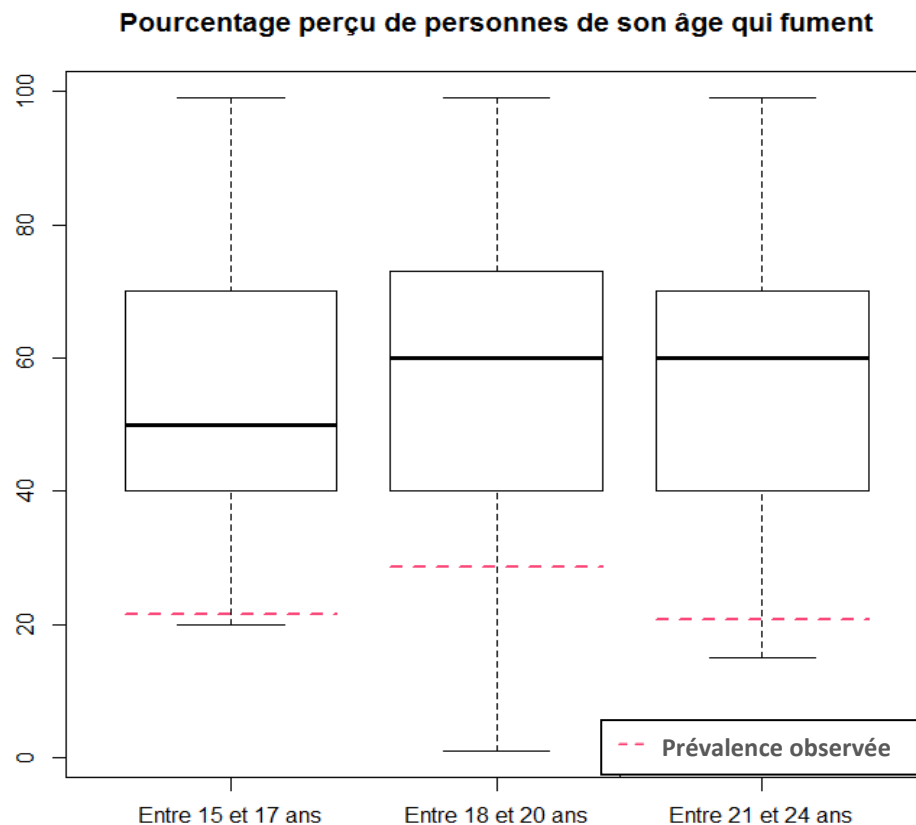 Pourcentage perçu de personnes de son âge qui fument
100
80
60
40
20
0
Prévalence observée
Entre 15 et 17 ans
Entre 18 et 20 ans
Entre 21 et 24 ans